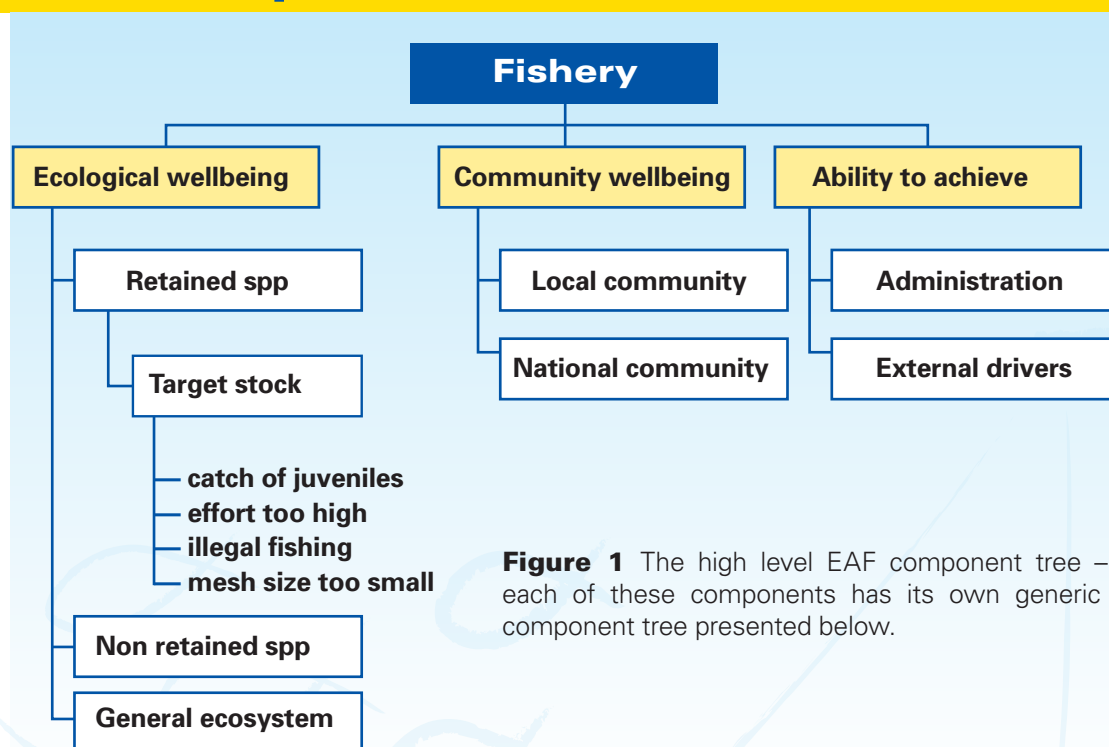 Fishery
Ecological wellbeing
Community wellbeing
Ability to achieve
Retained spp
Local community
Administration
Target stock
National community
External drivers
catch of juveniles
effort too high
illegal fishing
mesh size too small
Figure 1 The high level EAF component tree –
each of these components has its own generic
component tree presented below.
Non retained spp
General ecosystem